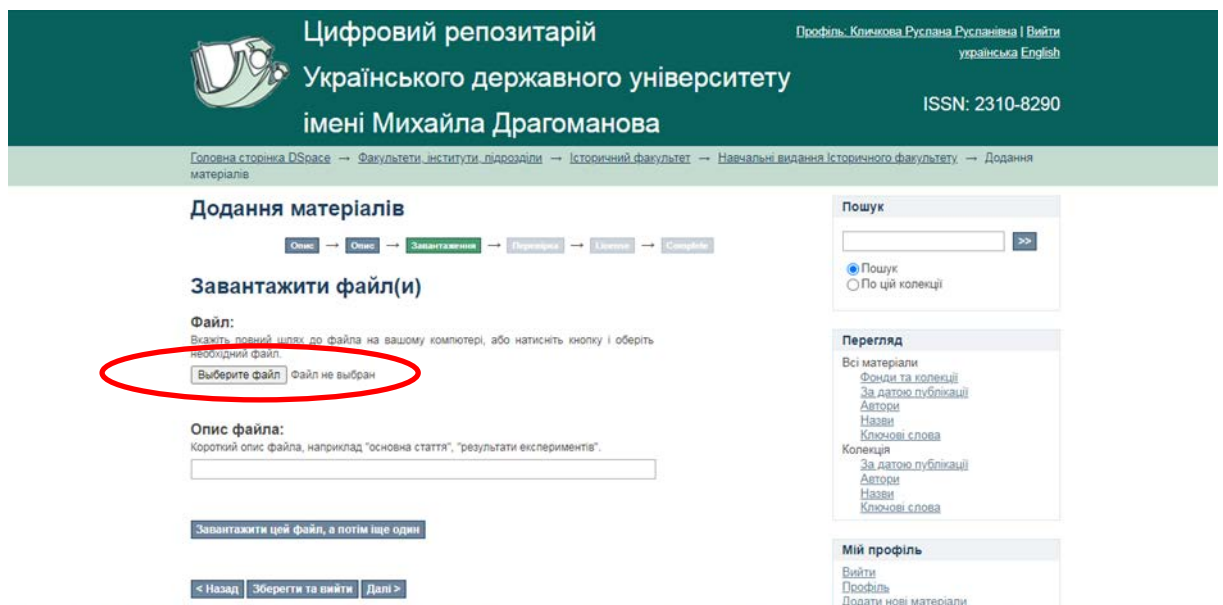 Цифровий репозитарій
Українського державного університету
імені Михайла Драгоманова
Профіль: Кличкова Руслана Русланівна | Вийти
українська English
ISSN: 2310-8290
Головна сторінка DSpace → Факультети, інститути, підрозділи → Історичний факультет → Навчальні видання Історичного факультету → Додання
матеріалів
Додання матеріалів
Опис → Опис → Завантаження → Перевірка → License → Complete
Завантажити файл(и)
Файл:
Вкажіть повний шлях до файла на вашому компютері, або натисніть кнопку і оберіть
необхідний файл.
Выберите файл Файл не выбран
Опис файла:
Короткий опис файла, наприклад "основна стаття", "результати експериментів".
Завантажити цей файл, а потім іще один
< Назад Зберегти та вийти Далі >
Пошук
>>
Пошук
По цій колекції
Перегляд
Всі матеріали
Фонди та колекції
За датою публікації
Автори
Назви
Ключові слова
Колекція
За датою публікації
Автори
Назви
Ключові слова
Мій профіль
Вийти
Профіль
Додати нові матеріали